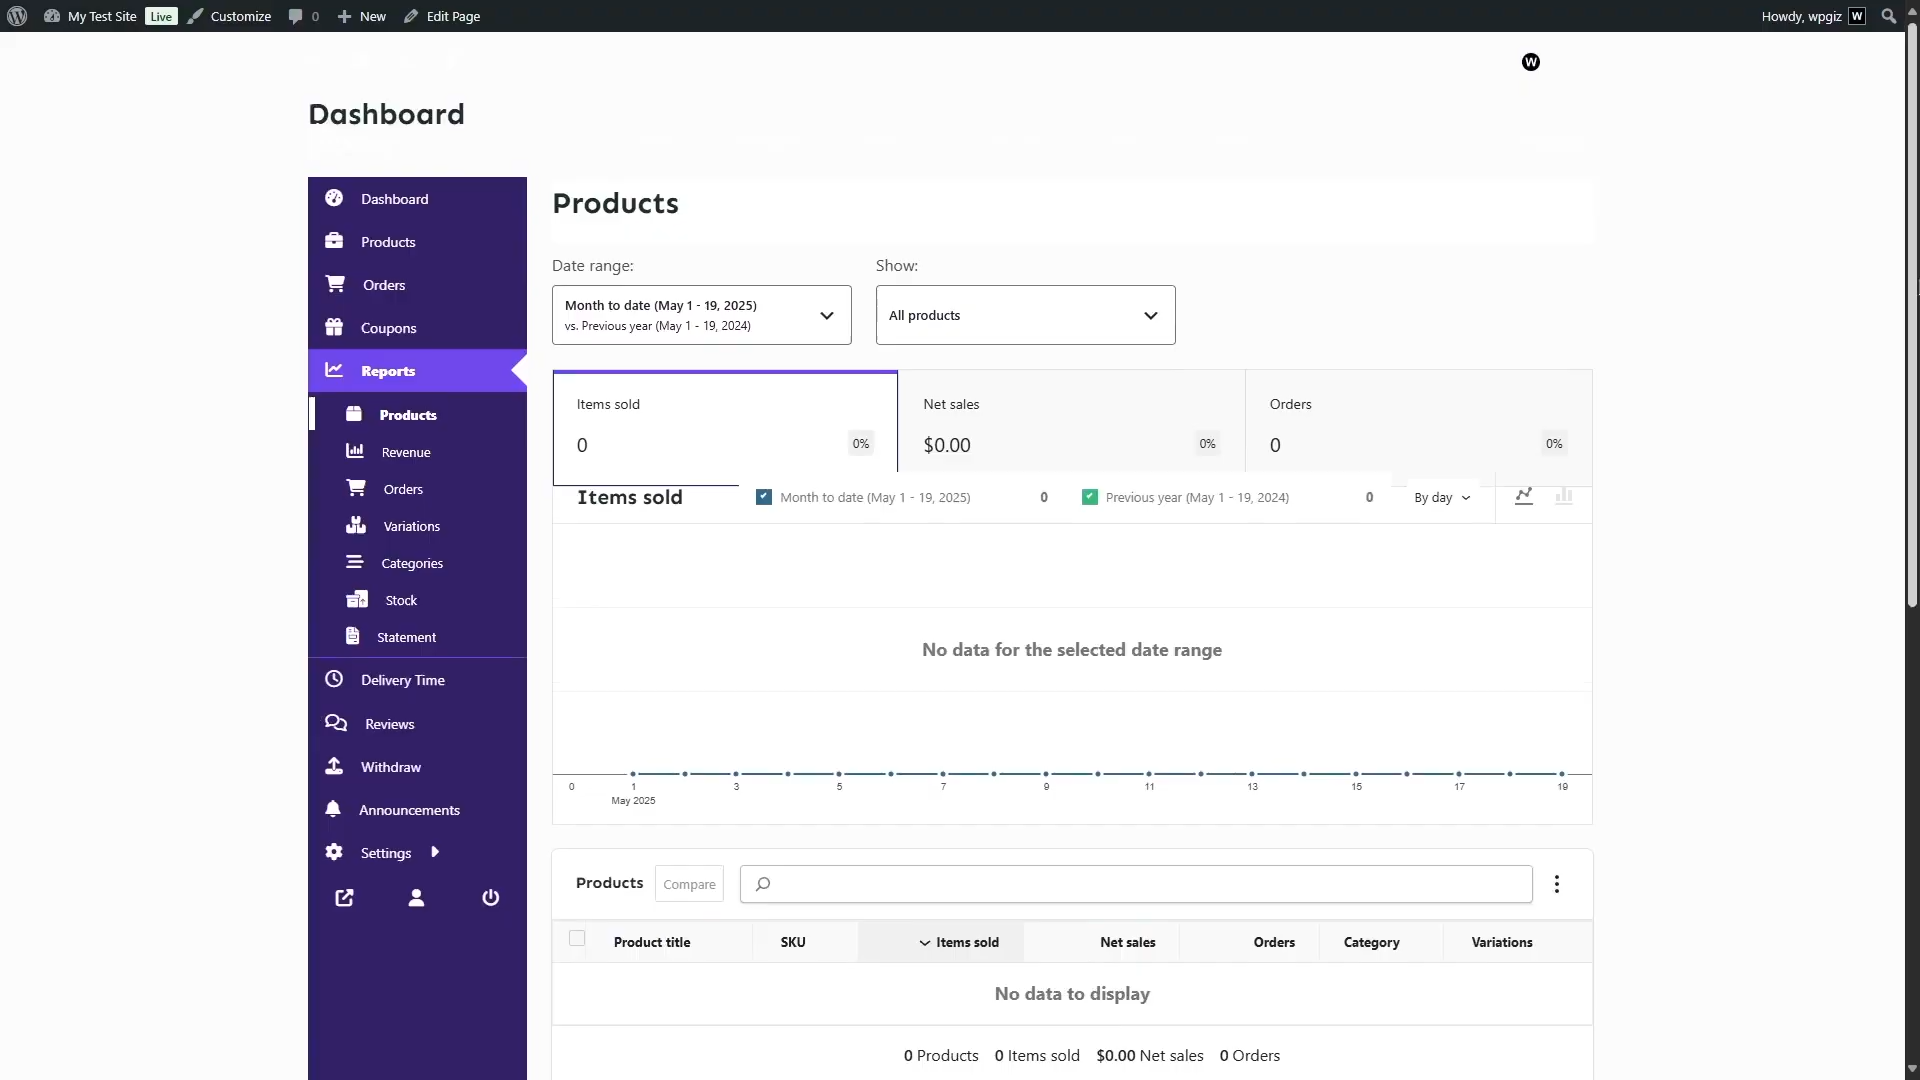 My Test Site Live Customize 0 New Edit Page Howdy, wpgiz W
W
Dashboard
Dashboard
Products
Orders
Coupons
Reports
Products
Revenue
Orders
Variations
Categories
Stock
Statement
Delivery Time
Reviews
Withdraw
Announcements
Settings
Products
Date range:
Month to date (May 1 - 19, 2025)
vs. Previous year (May 1 - 19, 2024)
Show:
All products
Items sold
0 0%
Net sales
$0.00 0%
Orders
0 0%
Items sold Month to date (May 1 - 19, 2025) 0 Previous year (May 1 - 19, 2024) 0 By day
No data for the selected date range
0 1 3 5 7 9 11 13 15 17 19
May 2025
Products Compare
Product title SKU Items sold Net sales Orders Category Variations
No data to display
0 Products 0 Items sold $0.00 Net sales 0 Orders